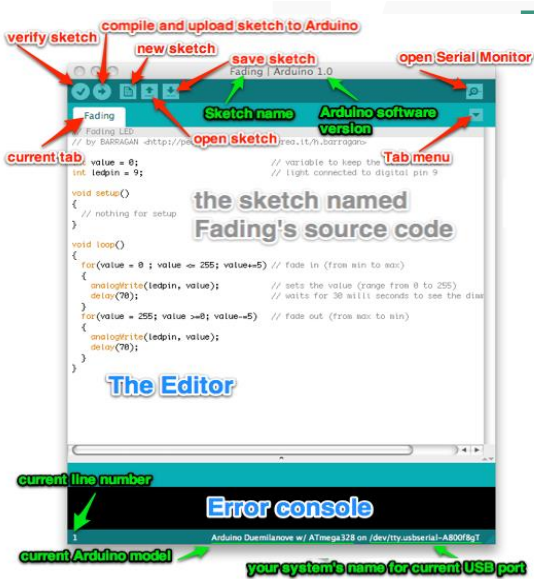 compile and upload sketch to Arduino
verify sketch
new sketch
save sketch
open Serial Monitor
Fading | Arduino 1.0
Sketch name
Arduino software
version
Fading
open sketch
current tab
Tab menu
// Fading LED
// by BARRAGAN <http://
int value = 0; // variable to keep the
int ledpin = 9; // light connected to digital pin 9
void setup()
{
// nothing for setup
}
the sketch named
Fading's source code
void loop()
{
for(value = 0 ; value <= 255; value+=5) // fade in (from min to max)
{
analogWrite(ledpin, value); // sets the value (range from 0 to 255)
delay(70); // waits for 30 milli seconds to see the dimm
}
for(value = 255; value >=0; value-=5) // fade out (from max to min)
{
analogWrite(ledpin, value);
delay(70);
}
}
The Editor
current line number
Error console
1
Arduino Duemilanove w/ ATmega328 on /dev/tty.usbserial-A800f8gT
current Arduino model
your system's name for current USB port